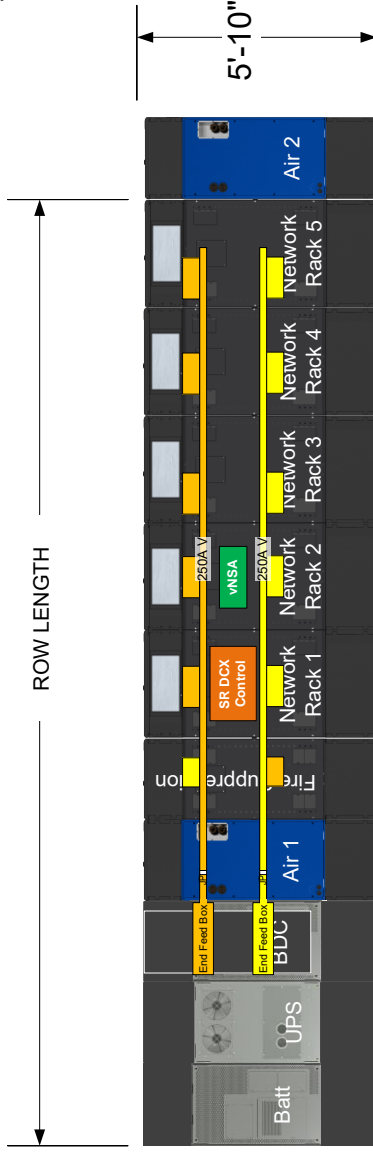 5'-10"
ROW LENGTH
Air 2
Network
Rack 5
Network
Rack 4
Network
Rack 3
Network
Rack 2
Network
Rack 1
250A V
250A V
vNSA
SR DCX
Control
Air 1
End Feed Box
End Feed Box
BDC
UPS
Batt